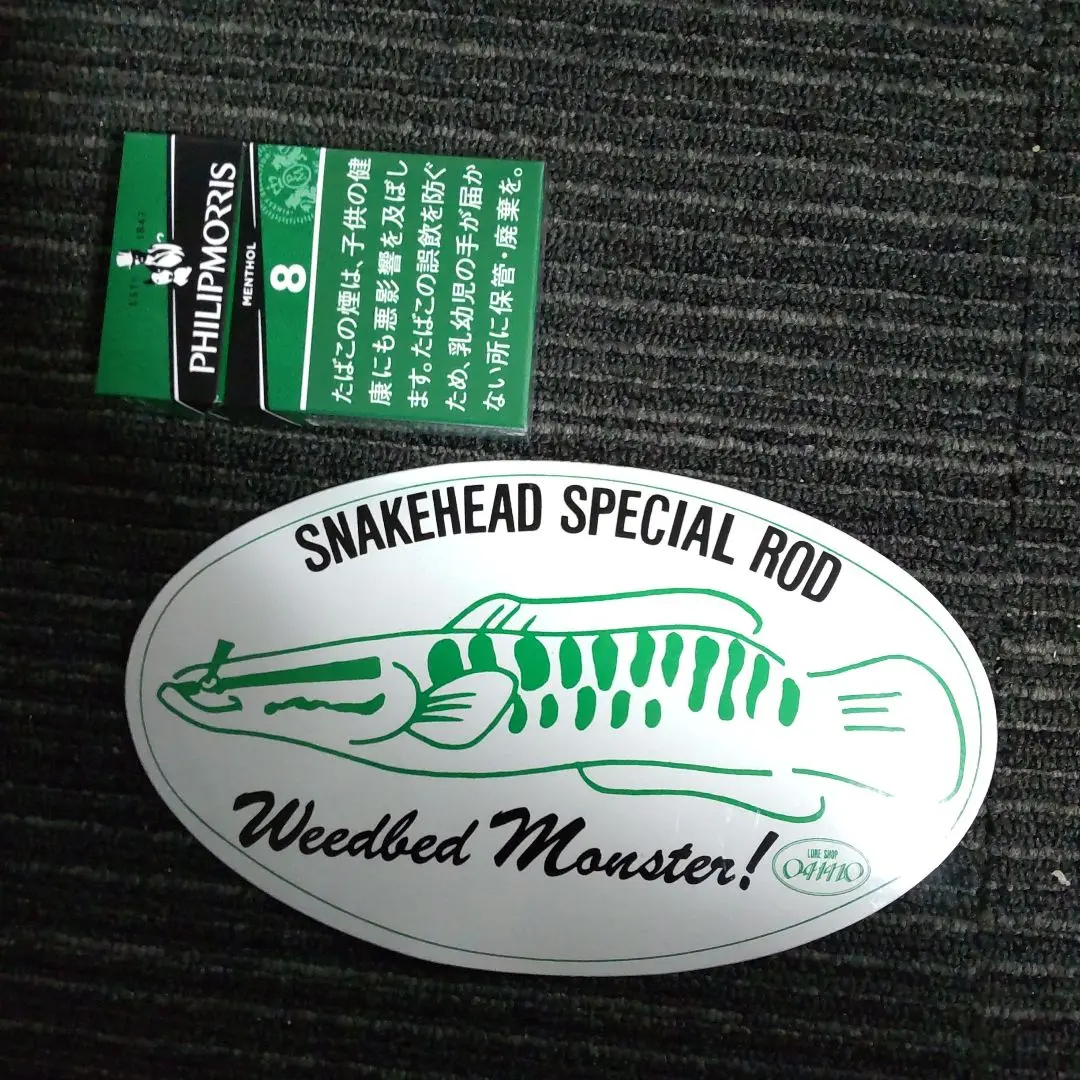 PHILIP MORRIS
ESTD 1847
MENTHOL
8
たばこの煙は、子供の健
康にも悪影響を及ぼし
ます。たばこの誤飲を防ぐ
ため、乳幼児の手が届か
ない所に保管・廃棄を。
SNAKEHEAD SPECIAL ROD
Weedbed Monster!
LURE SHOP